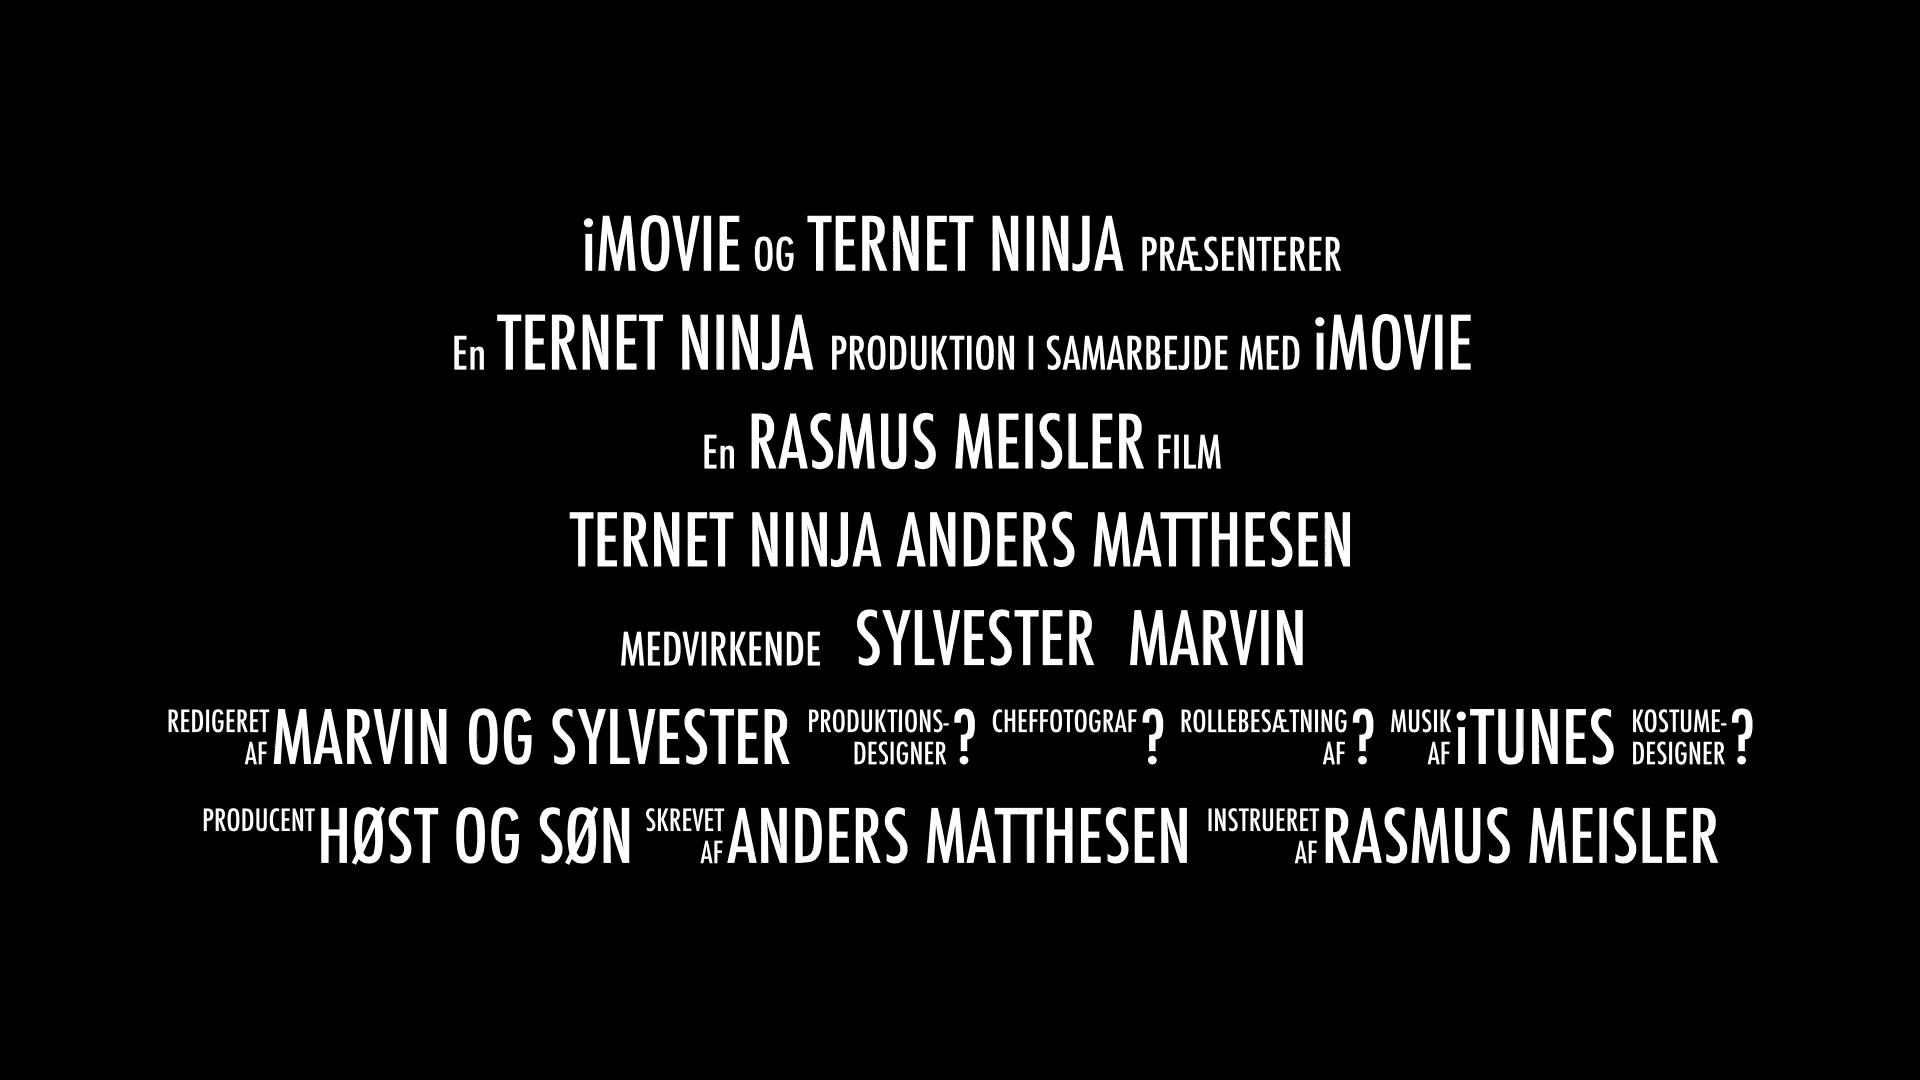 iMOVIE OG TERNET NINJA PRÆSENTERER
En TERNET NINJA PRODUKTION I SAMARBEJDE MED iMOVIE
En RASMUS MEISLER FILM
TERNET NINJA ANDERS MATTHESEN
MEDVIRKENDE SYLVESTER MARVIN
REDIGERET AF MARVIN OG SYLVESTER PRODUKTIONS-DESIGNER ? CHEFFOTOGRAF ? ROLLEBESÆTNING AF ? MUSIK AF iTUNES KOSTUME-DESIGNER ?
PRODUCENT HØST OG SØN SKREVET AF ANDERS MATTHESEN INSTRUERET AF RASMUS MEISLER